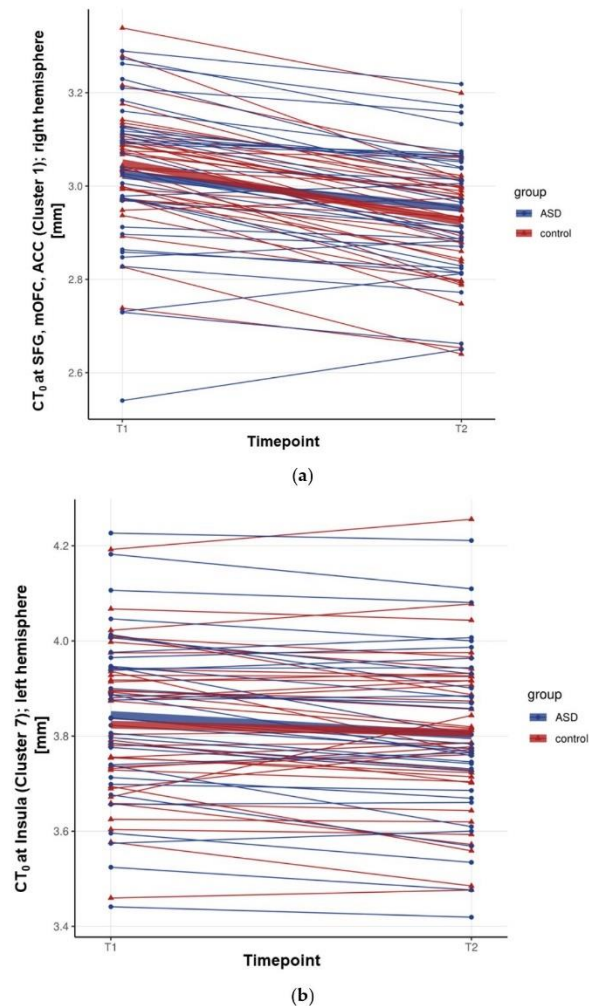 CT₀ at SFG, mOFC, ACC (Cluster 1); right hemisphere
[mm]
3.2
3.0
2.8
2.6
T1
T2
Timepoint
group
ASD
control
(a)
CT₀ at Insula (Cluster 7); left hemisphere
[mm]
4.2
4.0
3.8
3.6
3.4
T1
T2
Timepoint
group
ASD
control
(b)